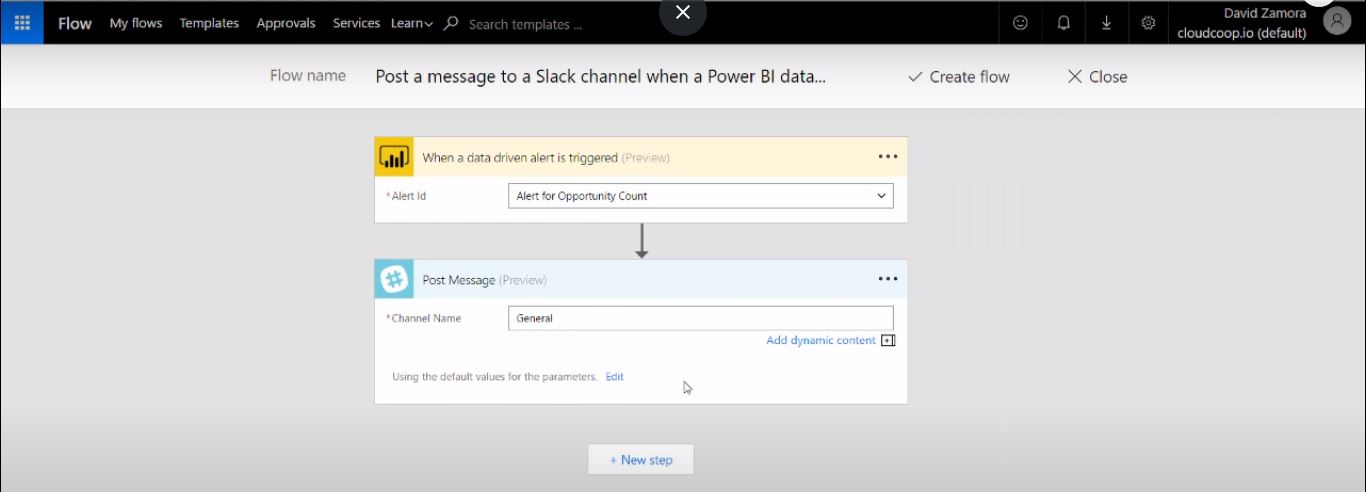 Flow My flows Templates Approvals Services Learn Search templates ...
David Zamora
cloudcoop.io (default)
Flow name Post a message to a Slack channel when a Power BI data... Create flow Close
When a data driven alert is triggered (Preview)
*Alert Id Alert for Opportunity Count
Post Message (Preview)
*Channel Name General
Add dynamic content
Using the default values for the parameters. Edit
+ New step